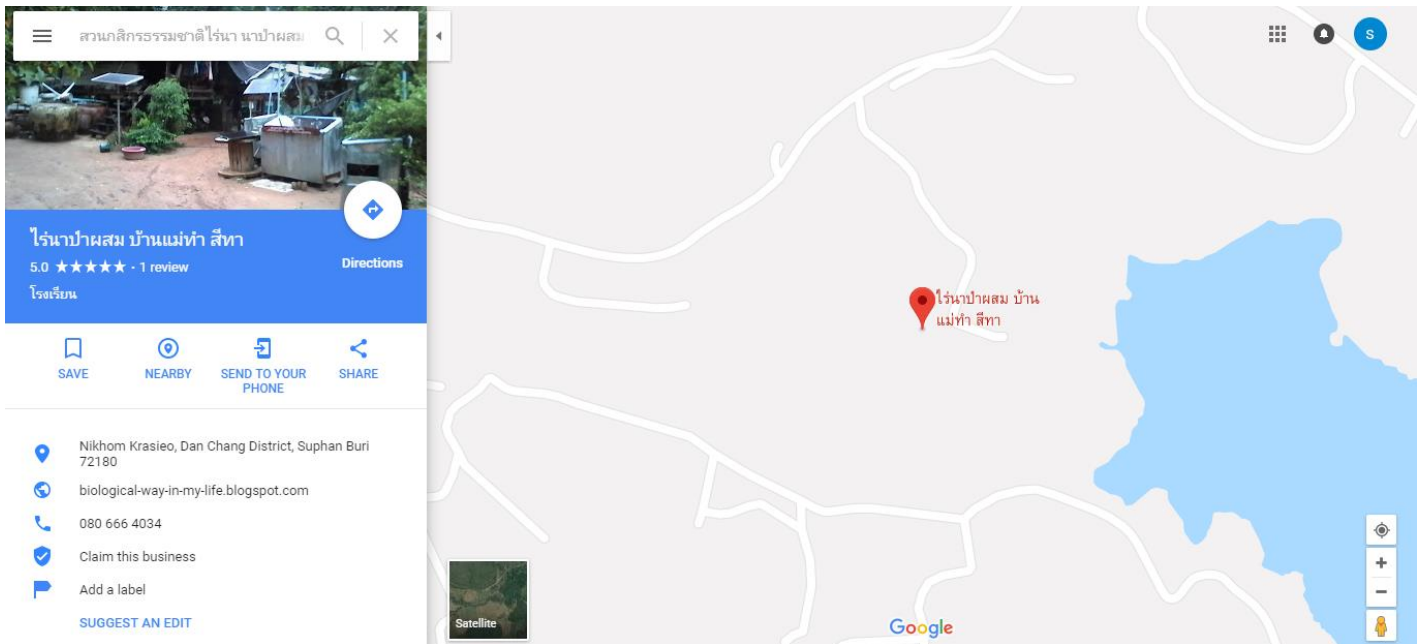 สวนกสิกรธรรมชาติไร่นา นาป่าผสม
ไร่นาป่าผสม บ้านแม่ทำ สีทา
5.0 ★★★★★ - 1 review
โรงเรียน
Directions
SAVE
NEARBY
SEND TO YOUR
PHONE
SHARE
Nikhom Krasieo, Dan Chang District, Suphan Buri
72180
biological-way-in-my-life.blogspot.com
080 666 4034
Claim this business
Add a label
SUGGEST AN EDIT
S
ไร่นาป่าผสม บ้าน
แม่ทำ สีทา
Satellite
Google